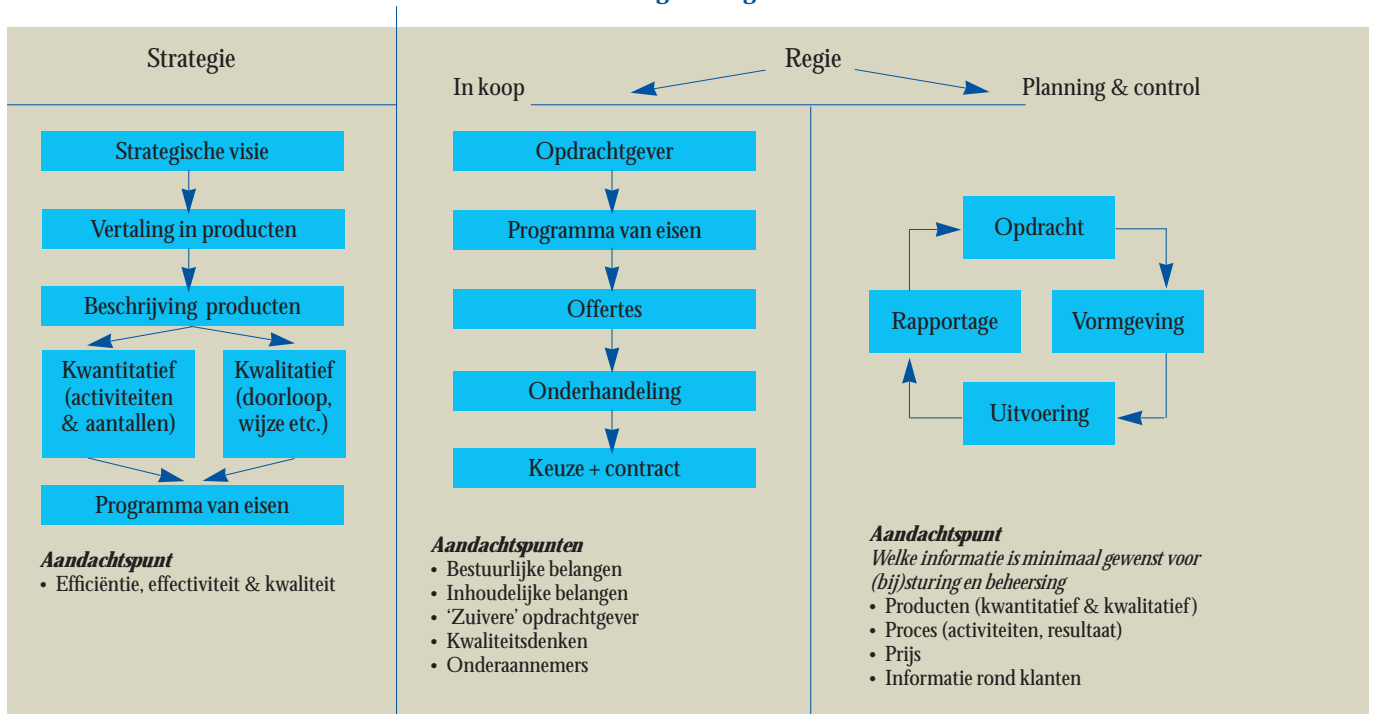 Strategie
Strategische visie
Vertaling in producten
Beschrijving producten
Kwantitatief
(activiteiten
& aantallen)
Kwalitatief
(doorloop,
wijze etc.)
Programma van eisen
Aandachtspunt
• Efficiëntie, effectiviteit & kwaliteit
Regie
In koop
Opdrachtgever
Programma van eisen
Offertes
Onderhandeling
Keuze + contract
Aandachtspunten
• Bestuurlijke belangen
• Inhoudelijke belangen
• ‘Zuivere’ opdrachtgever
• Kwaliteitsdenken
• Onderaannemers
Planning & control
Opdracht
Rapportage
Vormgeving
Uitvoering
Aandachtspunt
Welke informatie is minimaal gewenst voor
(bij)sturing en beheersing
• Producten (kwantitatief & kwalitatief)
• Proces (activiteiten, resultaat)
• Prijs
• Informatie rond klanten